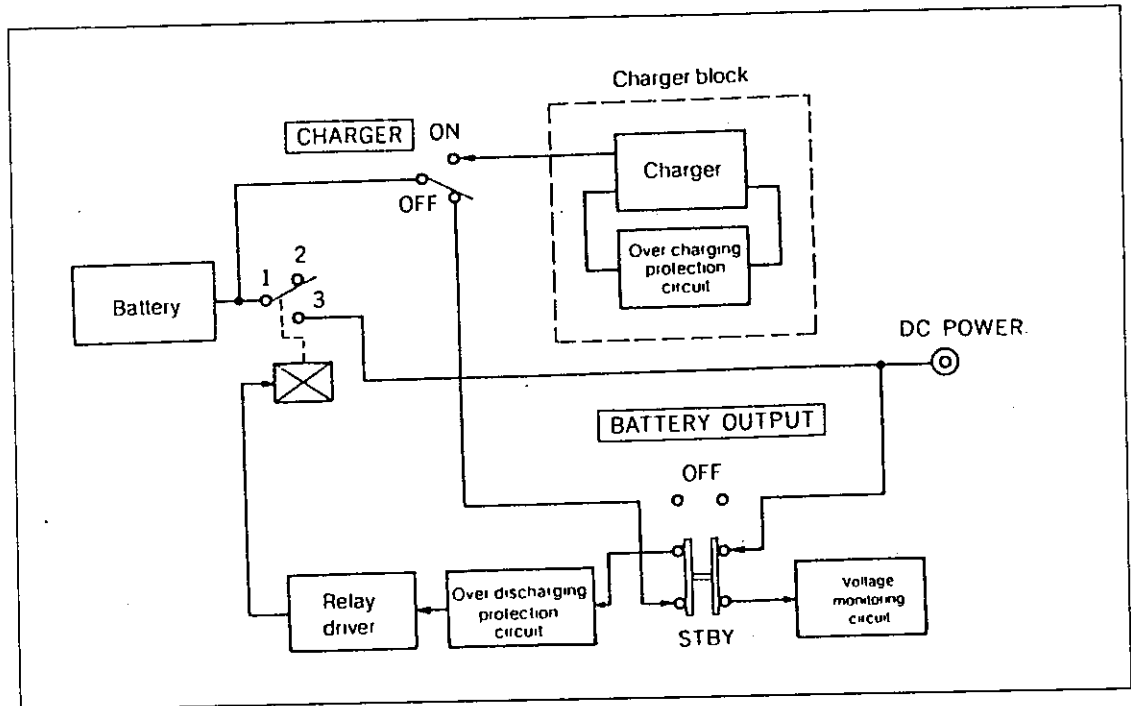 Charger block
CHARGER ON
Charger
OFF
Over charging
protection
circuit
2
1
Battery
3
DC POWER.
BATTERY OUTPUT
OFF
Relay
driver
Over discharging
protection
circuit
Voltage
monitoring
circuit
STBY